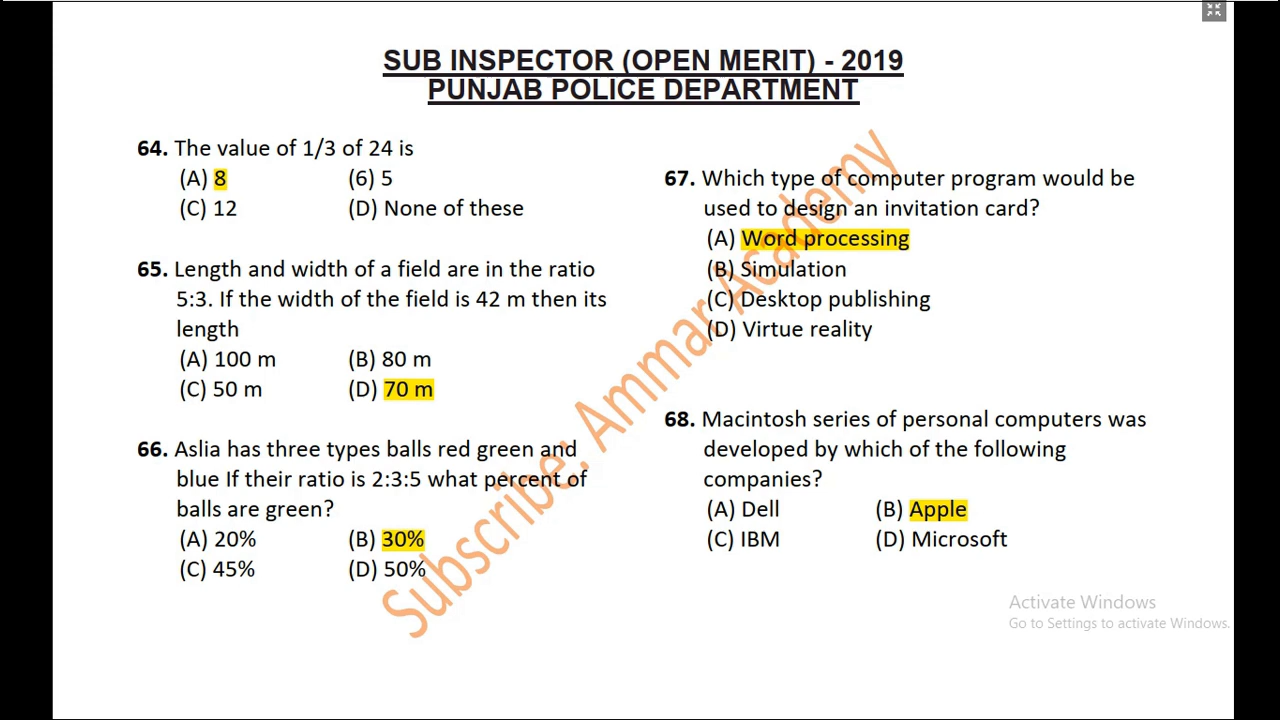 SUB INSPECTOR (OPEN MERIT) - 2019
PUNJAB POLICE DEPARTMENT
64. The value of 1/3 of 24 is
(A) 8 (6) 5
(C) 12 (D) None of these
65. Length and width of a field are in the ratio
5:3. If the width of the field is 42 m then its
length
(A) 100 m (B) 80 m
(C) 50 m (D) 70 m
66. Aslia has three types balls red green and
blue If their ratio is 2:3:5 what percent of
balls are green?
(A) 20% (B) 30%
(C) 45% (D) 50%
67. Which type of computer program would be
used to design an invitation card?
(A) Word processing
(B) Simulation
(C) Desktop publishing
(D) Virtue reality
68. Macintosh series of personal computers was
developed by which of the following
companies?
(A) Dell (B) Apple
(C) IBM (D) Microsoft
Subscribe: Ammar Academy
Activate Windows
Go to Settings to activate Windows.